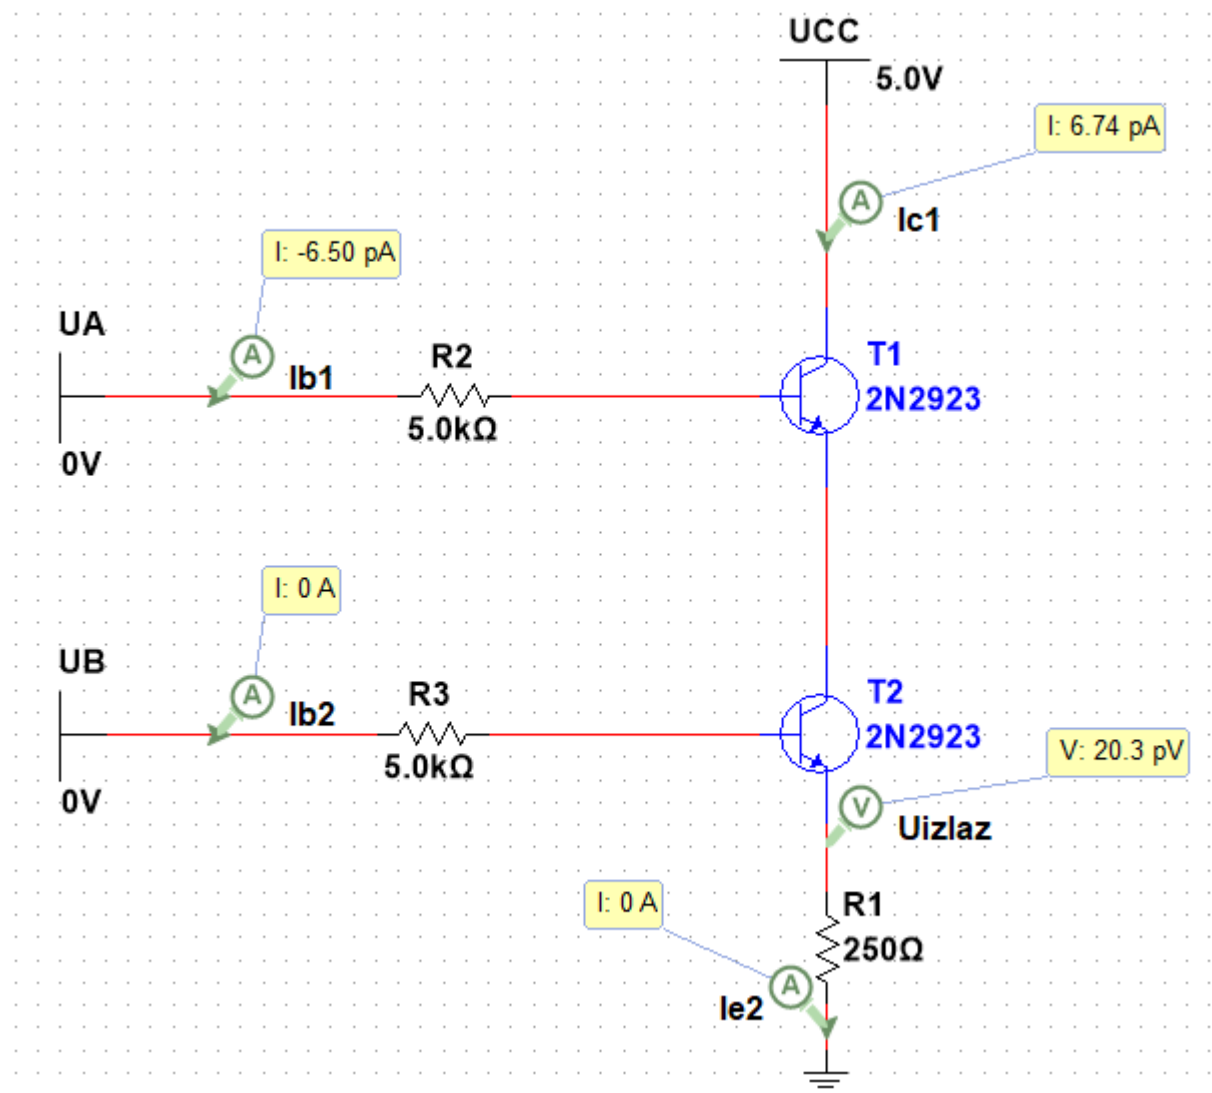 UCC
5.0V
I: 6.74 pA
A
Ic1
I: -6.50 pA
UA
A
Ib1
R2
5.0kΩ
0V
T1
2N2923
I: 0 A
UB
A
Ib2
R3
5.0kΩ
0V
T2
2N2923
V: 20.3 pV
V
Uizlaz
I: 0 A
R1
250Ω
A
Ie2